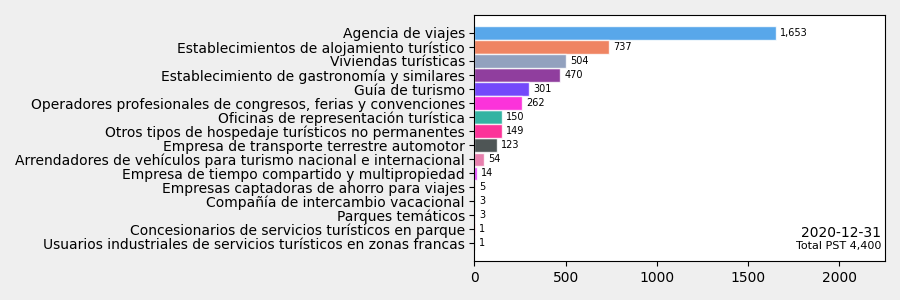 Agencia de viajes 1,653
Establecimientos de alojamiento turístico 737
Viviendas turísticas 504
Establecimiento de gastronomía y similares 470
Guía de turismo 301
Operadores profesionales de congresos, ferias y convenciones 262
Oficinas de representación turística 150
Otros tipos de hospedaje turísticos no permanentes 149
Empresa de transporte terrestre automotor 123
Arrendadores de vehículos para turismo nacional e internacional 54
Empresa de tiempo compartido y multipropiedad 14
Empresas captadoras de ahorro para viajes 5
Compañía de intercambio vacacional 3
Parques temáticos 3
Concesionarios de servicios turísticos en parque 1
Usuarios industriales de servicios turísticos en zonas francas 1
2020-12-31
Total PST 4,400
0 500 1000 1500 2000